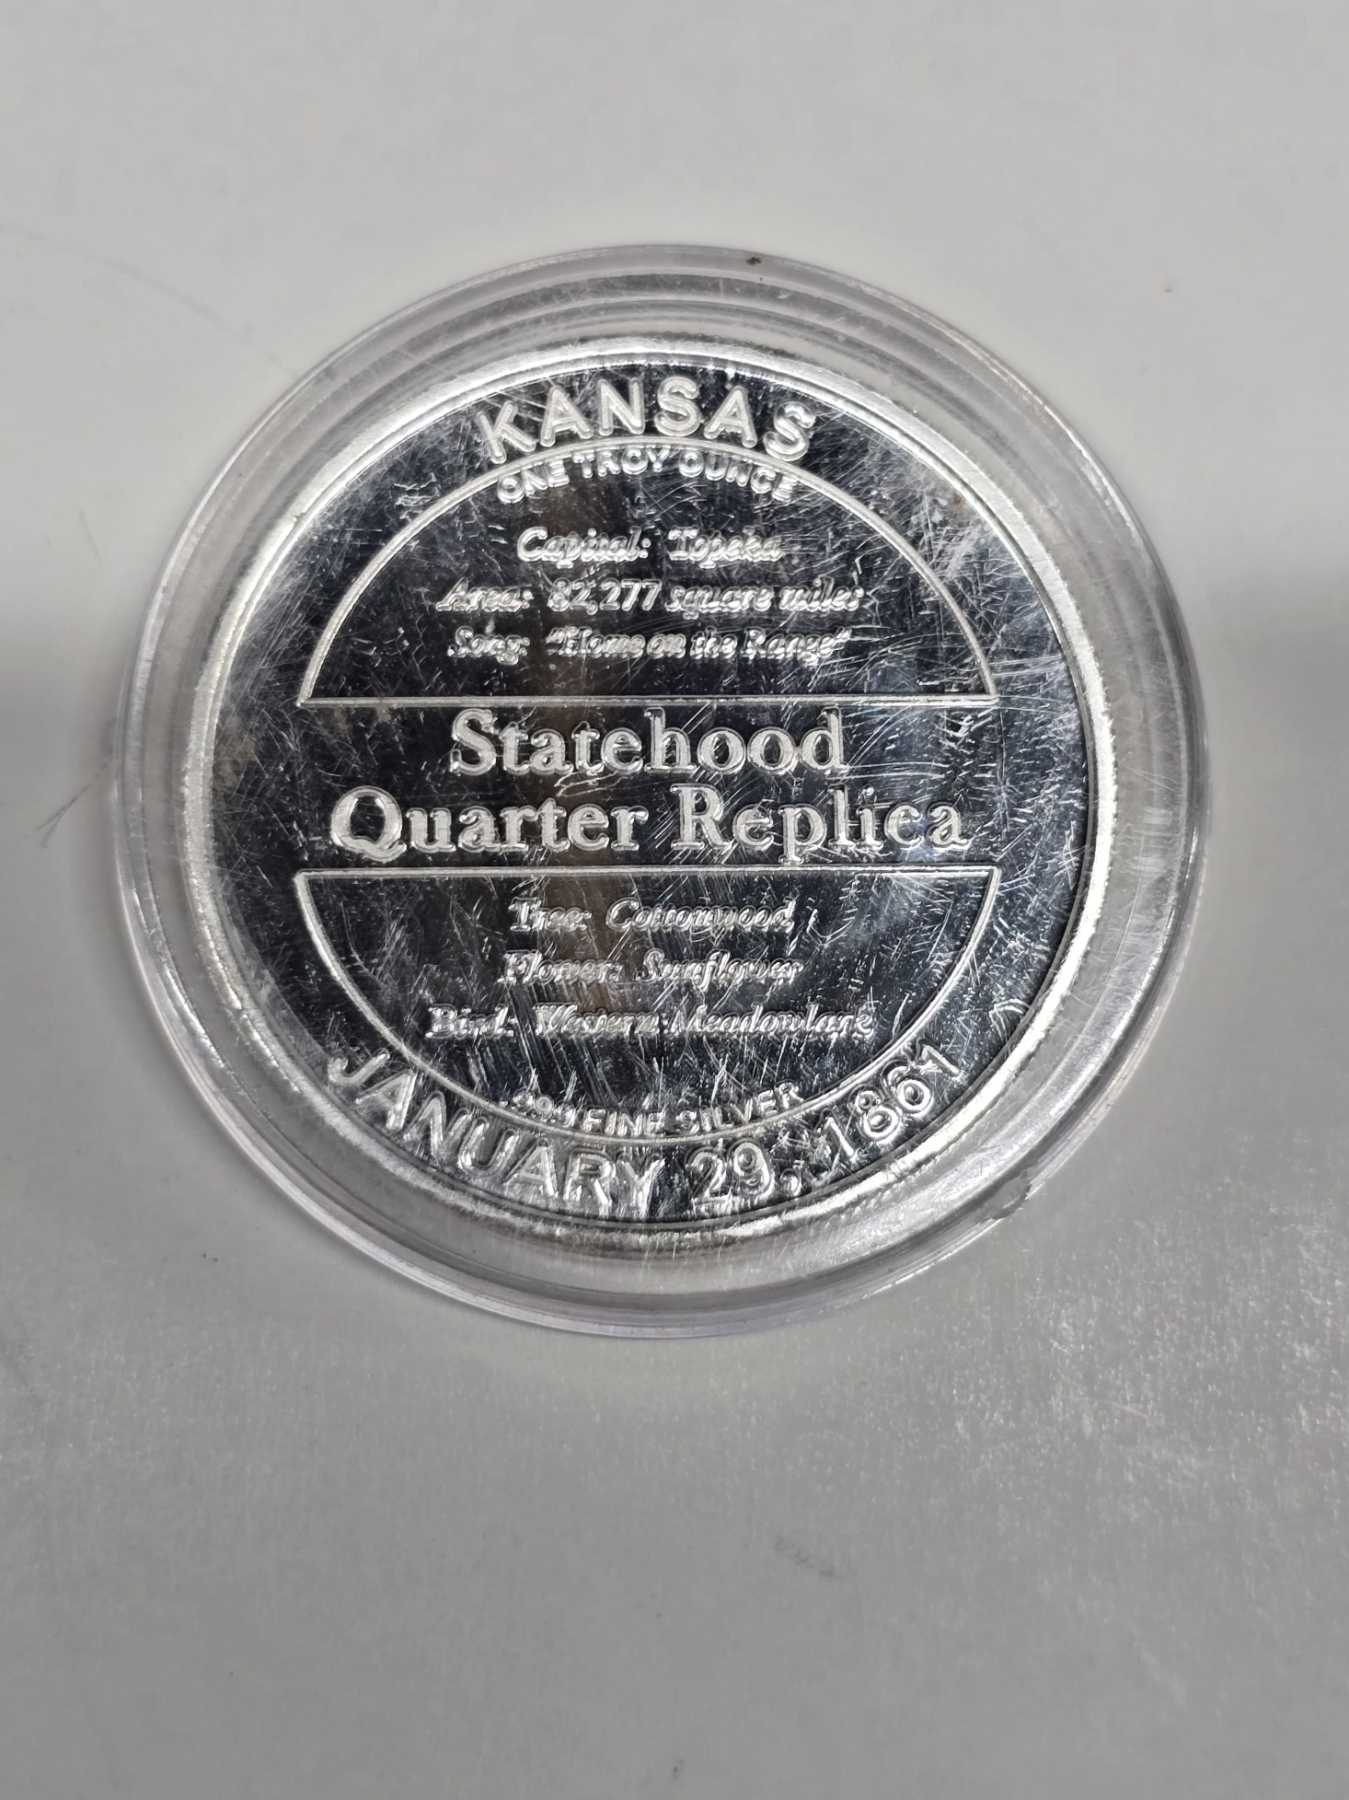 KANSAS
ONE TROY OUNCE
Capital: Topeka
Area: 82,277 square miles
Song: "Home on the Range"
Statehood
Quarter Replica
Tree: Cottonwood
Flower: Sunflower
Bird: Western Meadowlark
.999 FINE SILVER
JANUARY 29, 1861